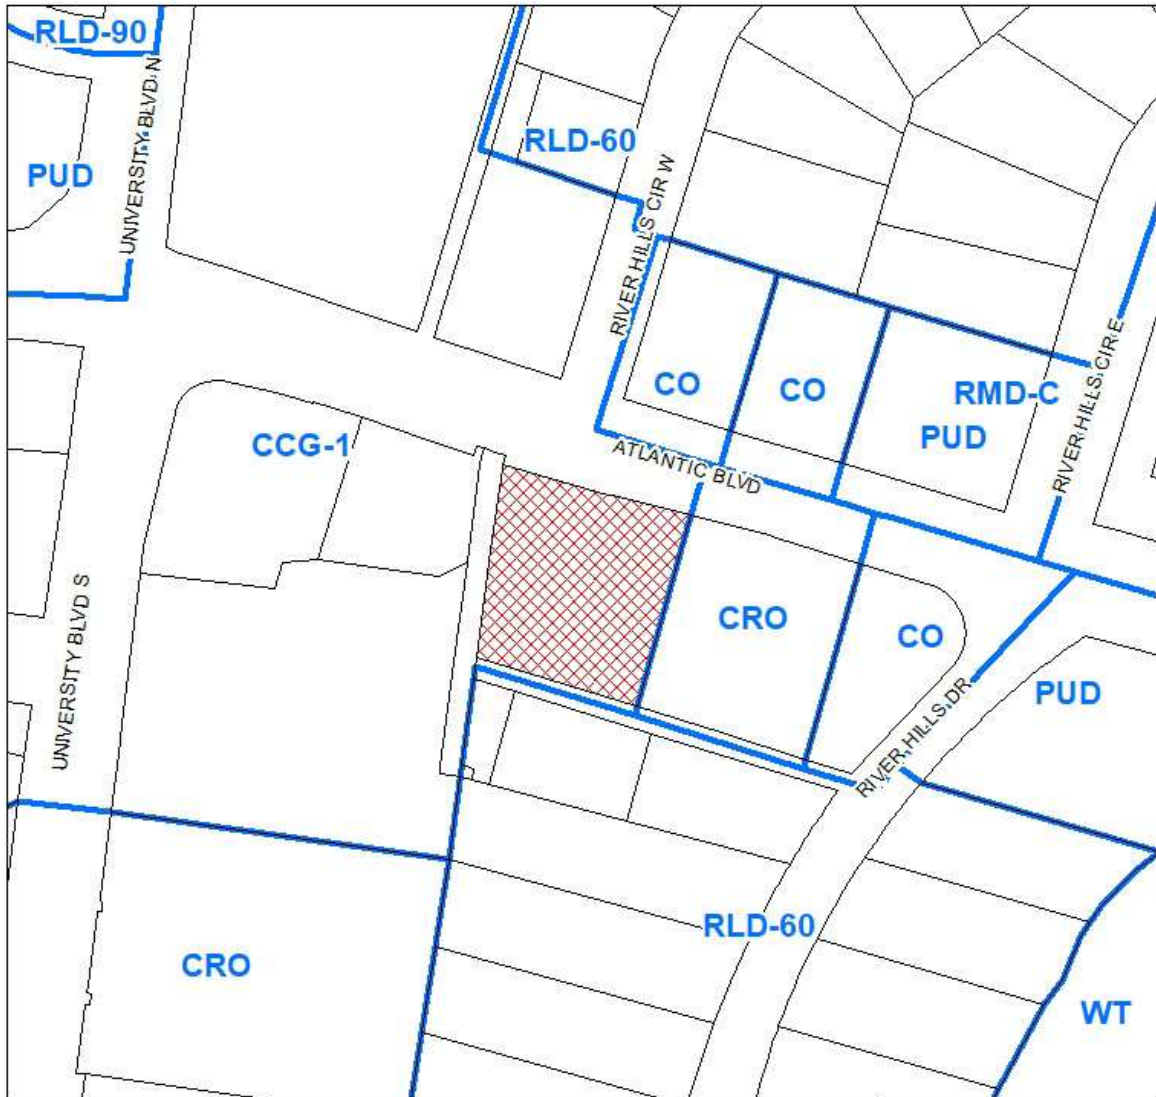 RLD-90
UNIVERSITY BLVD N
PUD
RLD-60
RIVER HILLS CIR W
RIVER HILLS CIR E
CO
CO
RMD-C
PUD
CCG-1
ATLANTIC BLVD
UNIVERSITY BLVD S
CRO
CO
PUD
RIVER HILLS DR
RLD-60
CRO
WT